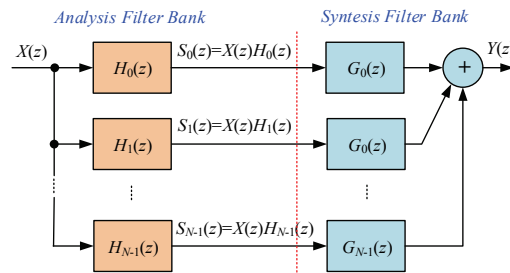 Analysis Filter Bank
Syntesis Filter Bank
X(z)
H0(z)
S0(z)=X(z)H0(z)
G0(z)
+
Y(z
H1(z)
S1(z)=X(z)H1(z)
G0(z)
HN-1(z)
SN-1(z)=X(z)HN-1(z)
GN-1(z)